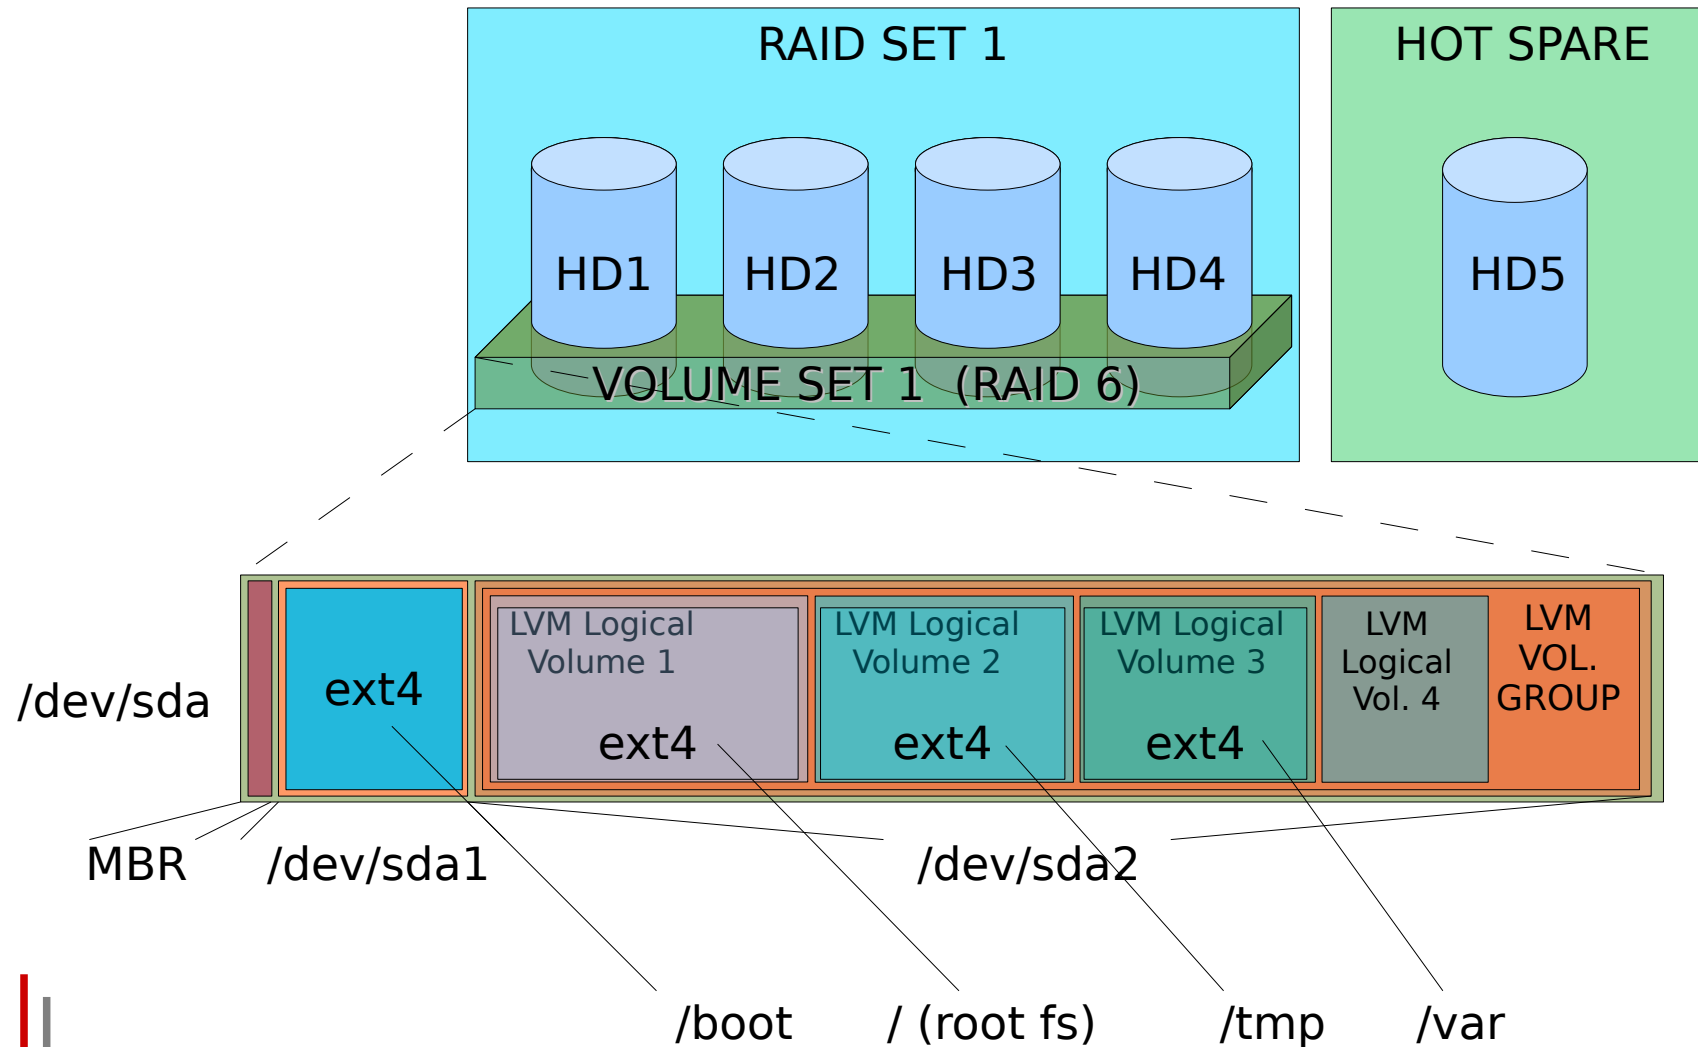 RAID SET 1
HOT SPARE
HD1
HD2
HD3
HD4
HD5
VOLUME SET 1 (RAID 6)
/dev/sda
ext4
LVM Logical
Volume 1
ext4
LVM Logical
Volume 2
ext4
LVM Logical
Volume 3
ext4
LVM
Logical
Vol. 4
LVM
VOL.
GROUP
MBR
/dev/sda1
/dev/sda2
/boot
/ (root fs)
/tmp
/var